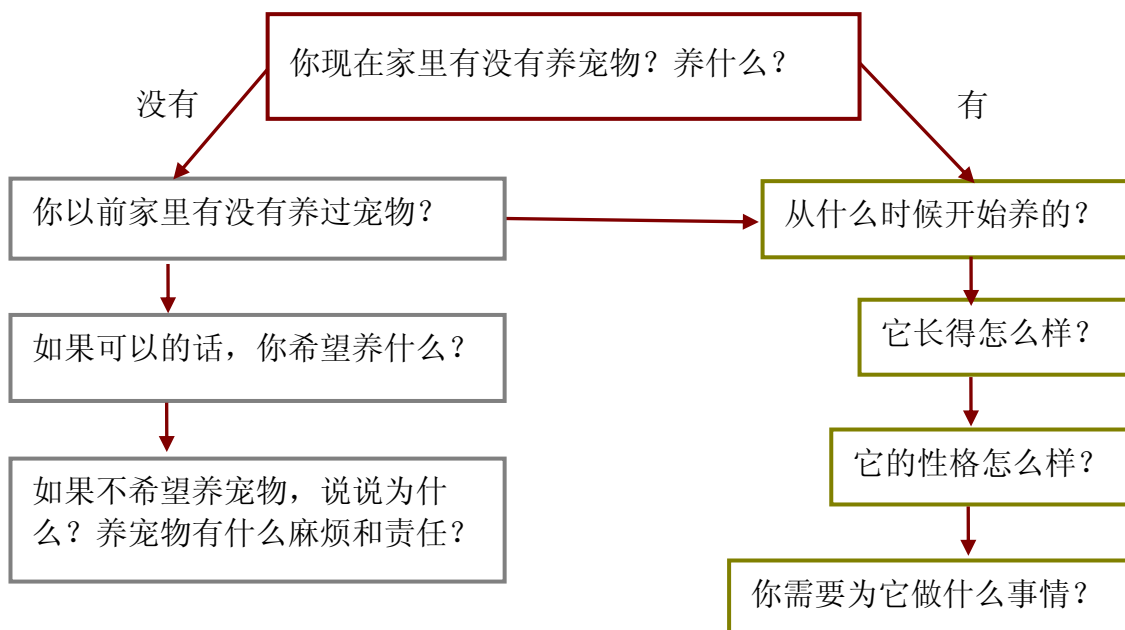 你现在家里有没有养宠物？养什么？
没有
有
你以前家里有没有养过宠物？
从什么时候开始养的？
如果可以的话，你希望养什么？
它长得怎么样？
它的性格怎么样？
如果不希望养宠物，说说为什
么？养宠物有什么麻烦和责任？
你需要为它做什么事情？